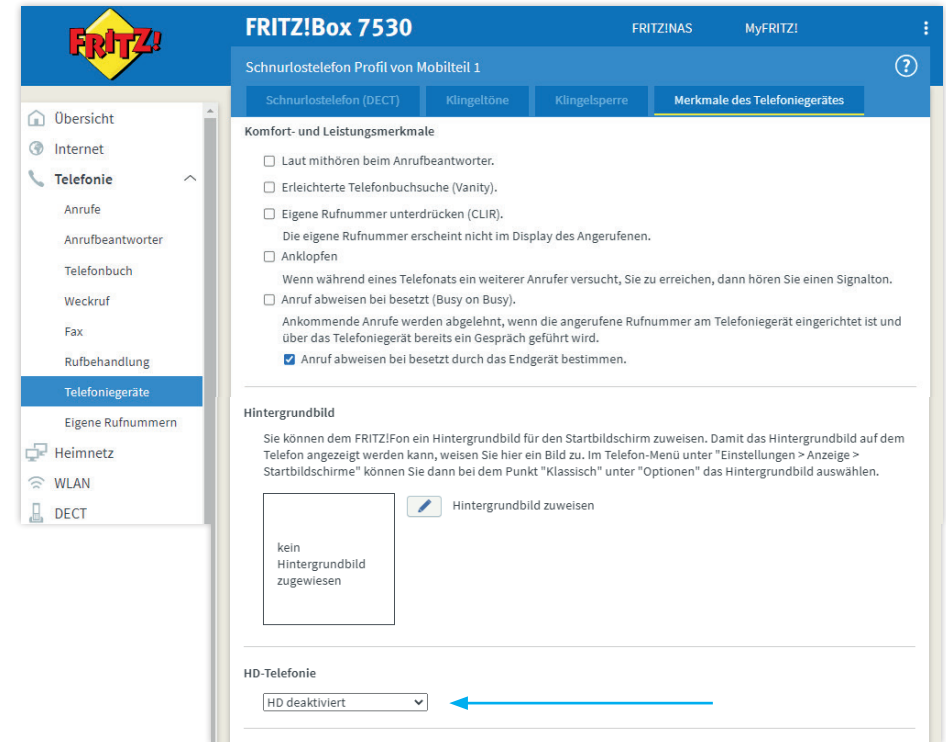 FRITZ!
FRITZ!Box 7530
FRITZ!NAS
MyFRITZ!
Schnurlostelefon Profil von Mobilteil 1
?
Schnurlostelefon (DECT)
Klingeltöne
Klingelsperre
Merkmale des Telefoniegerätes
Übersicht
Internet
Telefonie
Anrufe
Anrufbeantworter
Telefonbuch
Weckruf
Fax
Rufbehandlung
Telefoniegeräte
Eigene Rufnummern
Heimnetz
WLAN
DECT
Komfort- und Leistungsmerkmale
Laut mithören beim Anrufbeantworter.
Erleichterte Telefonbuchsuche (Vanity).
Eigene Rufnummer unterdrücken (CLIR).
Die eigene Rufnummer erscheint nicht im Display des Angerufenen.
Anklopfen
Wenn während eines Telefonats ein weiterer Anrufer versucht, Sie zu erreichen, dann hören Sie einen Signalton.
Anruf abweisen bei besetzt (Busy on Busy).
Ankommende Anrufe werden abgelehnt, wenn die angerufene Rufnummer am Telefoniegerät eingerichtet ist und
über das Telefoniegerät bereits ein Gespräch geführt wird.
Anruf abweisen bei besetzt durch das Endgerät bestimmen.
Hintergrundbild
Sie können dem FRITZ!Fon ein Hintergrundbild für den Startbildschirm zuweisen. Damit das Hintergrundbild auf dem
Telefon angezeigt werden kann, weisen Sie hier ein Bild zu. Im Telefon-Menü unter "Einstellungen > Anzeige >
Startbildschirme" können Sie dann bei dem Punkt "Klassisch" unter "Optionen" das Hintergrundbild auswählen.
kein
Hintergrundbild
zugewiesen
Hintergrundbild zuweisen
HD-Telefonie
HD deaktiviert